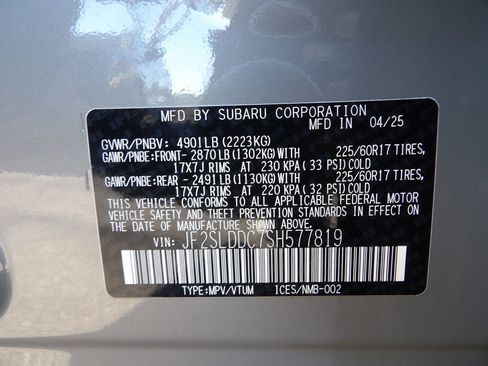 MFD BY SUBARU CORPORATION
MFD IN 04/25
GVWR/PNBV: 4901LB (2223KG)
GAWR/PNBE:FRONT- 2870LB (1302KG)WITH 225/60R17 TIRES,
17X7J RIMS AT 230 KPA (33 PSI)COLD
GAWR/PNBE:REAR - 2491LB (1130KG)WITH 225/60R17 TIRES,
17X7J RIMS AT 220 KPA (32 PSI)COLD
THIS VEHICLE CONFORMS TO ALL APPLICABLE FEDERAL MOTOR
VEHICLE SAFETY AND THEFT PREVENTION STANDARDS IN EFFECT ON
THE DATE OF MANUFACTURE SHOWN ABOVE.
VIN: JF2SLDDC7SH577819
TYPE:MPV/VTUM ICES/NMB-002